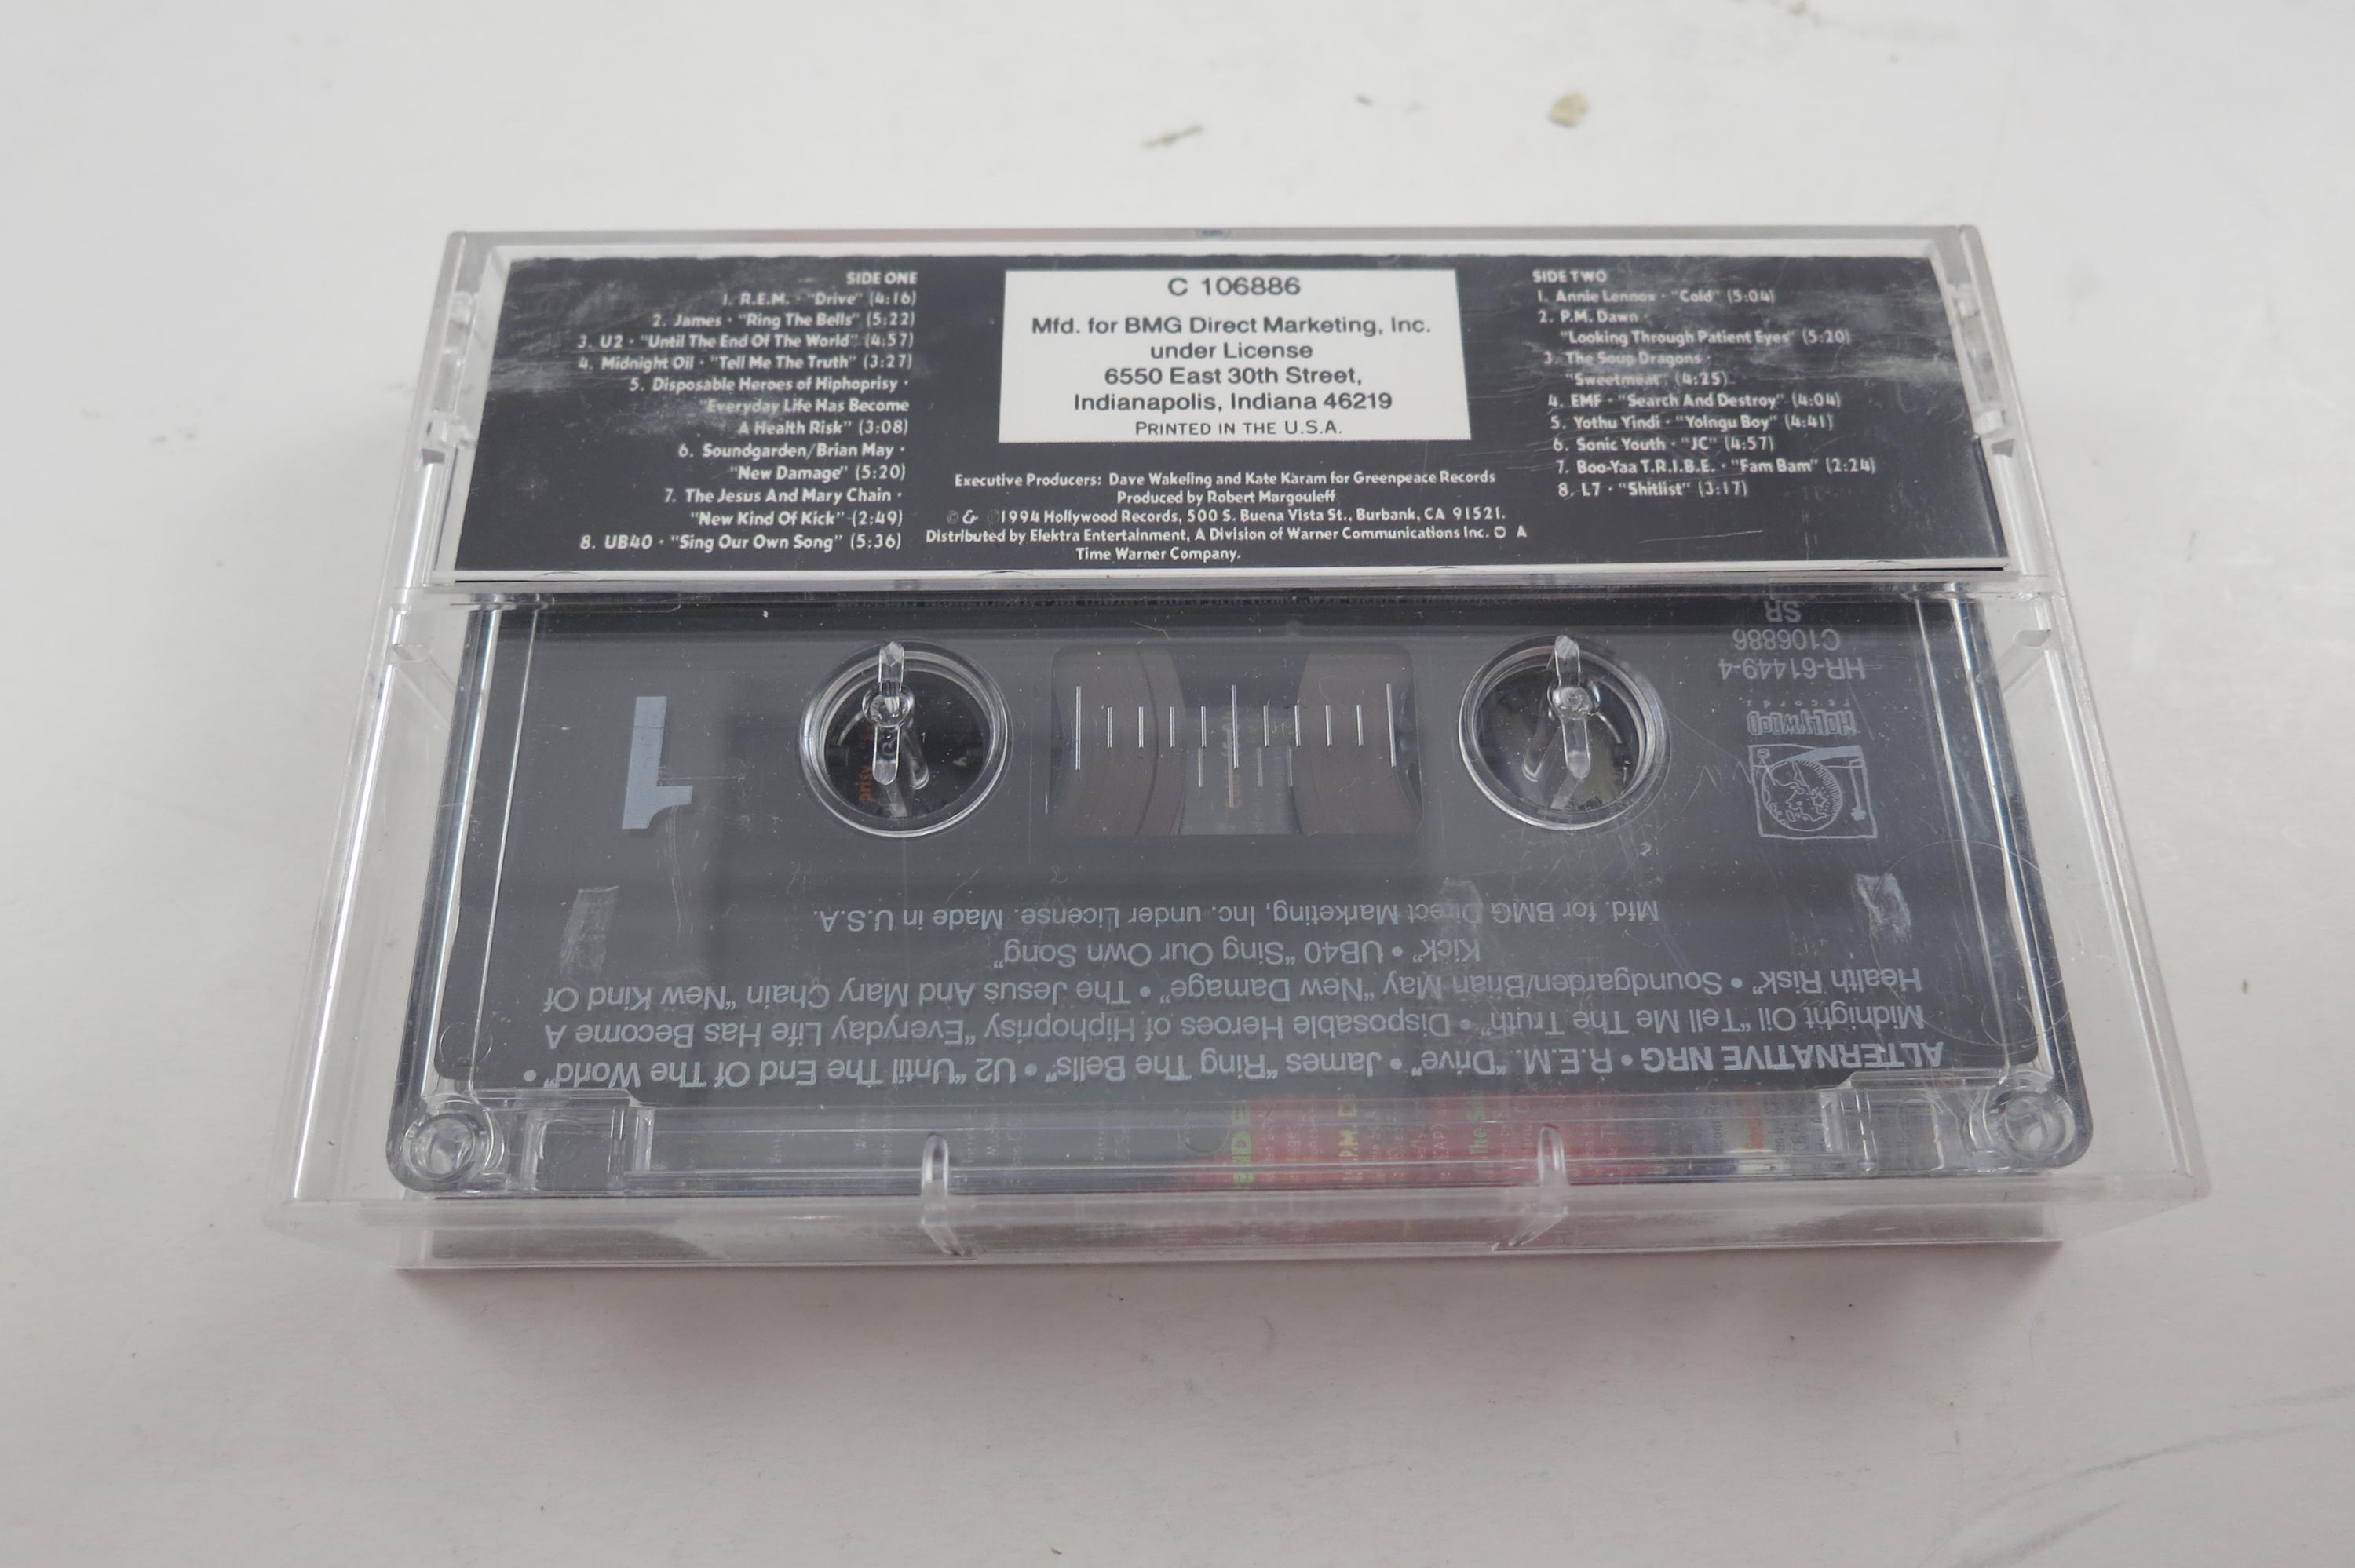 SIDE ONE
1. R.E.M. · "Drive" (4:16)
2. James · "Ring The Bells" (5:22)
3. U2 · "Until The End Of The World" (4:57)
4. Midnight Oil · "Tell Me The Truth" (3:27)
5. Disposable Heroes of Hiphoprisy ·
"Everyday Life Has Become
A Health Risk" (3:08)
6. Soundgarden/Brian May ·
"New Damage" (5:20)
7. The Jesus And Mary Chain ·
"New Kind Of Kick" (2:49)
8. UB40 · "Sing Our Own Song" (5:36)
C 106886
Mfd. for BMG Direct Marketing, Inc.
under License
6550 East 30th Street,
Indianapolis, Indiana 46219
PRINTED IN THE U.S.A.
Executive Producers: Dave Wakeling and Kate Karam for Greenpeace Records
Produced by Robert Margouleff
© & ℗1994 Hollywood Records, 500 S. Buena Vista St., Burbank, CA 91521.
Distributed by Elektra Entertainment, A Division of Warner Communications Inc. O A
Time Warner Company.
SIDE TWO
1. Annie Lennox · "Cold" (5:04)
2. P.M. Dawn ·
"Looking Through Patient Eyes" (5:20)
3. The Soup Dragons ·
"Sweetmeat" (4:25)
4. EMF · "Search And Destroy" (4:04)
5. Yothu Yindi · "Yolngu Boy" (4:41)
6. Sonic Youth · "JC" (4:57)
7. Boo-Yaa T.R.I.B.E. · "Fam Bam" (2:24)
8. L7 · "Shitlist" (3:17)
ALTERNATIVE NRG • R.E.M. "Drive" • James "Ring The Bells" • U2 "Until The End Of The World" •
Midnight Oil "Tell Me The Truth" • Disposable Heroes of Hiphoprisy "Everyday Life Has Become A
Health Risk" • Soundgarden/Brian May "New Damage" • The Jesus And Mary Chain "New Kind Of
Kick" • UB40 "Sing Our Own Song"
Mfd. for BMG Direct Marketing, Inc. under License. Made in U.S.A.
1
HOLLYWOOD
records
HR-61449-4
C106886
SR